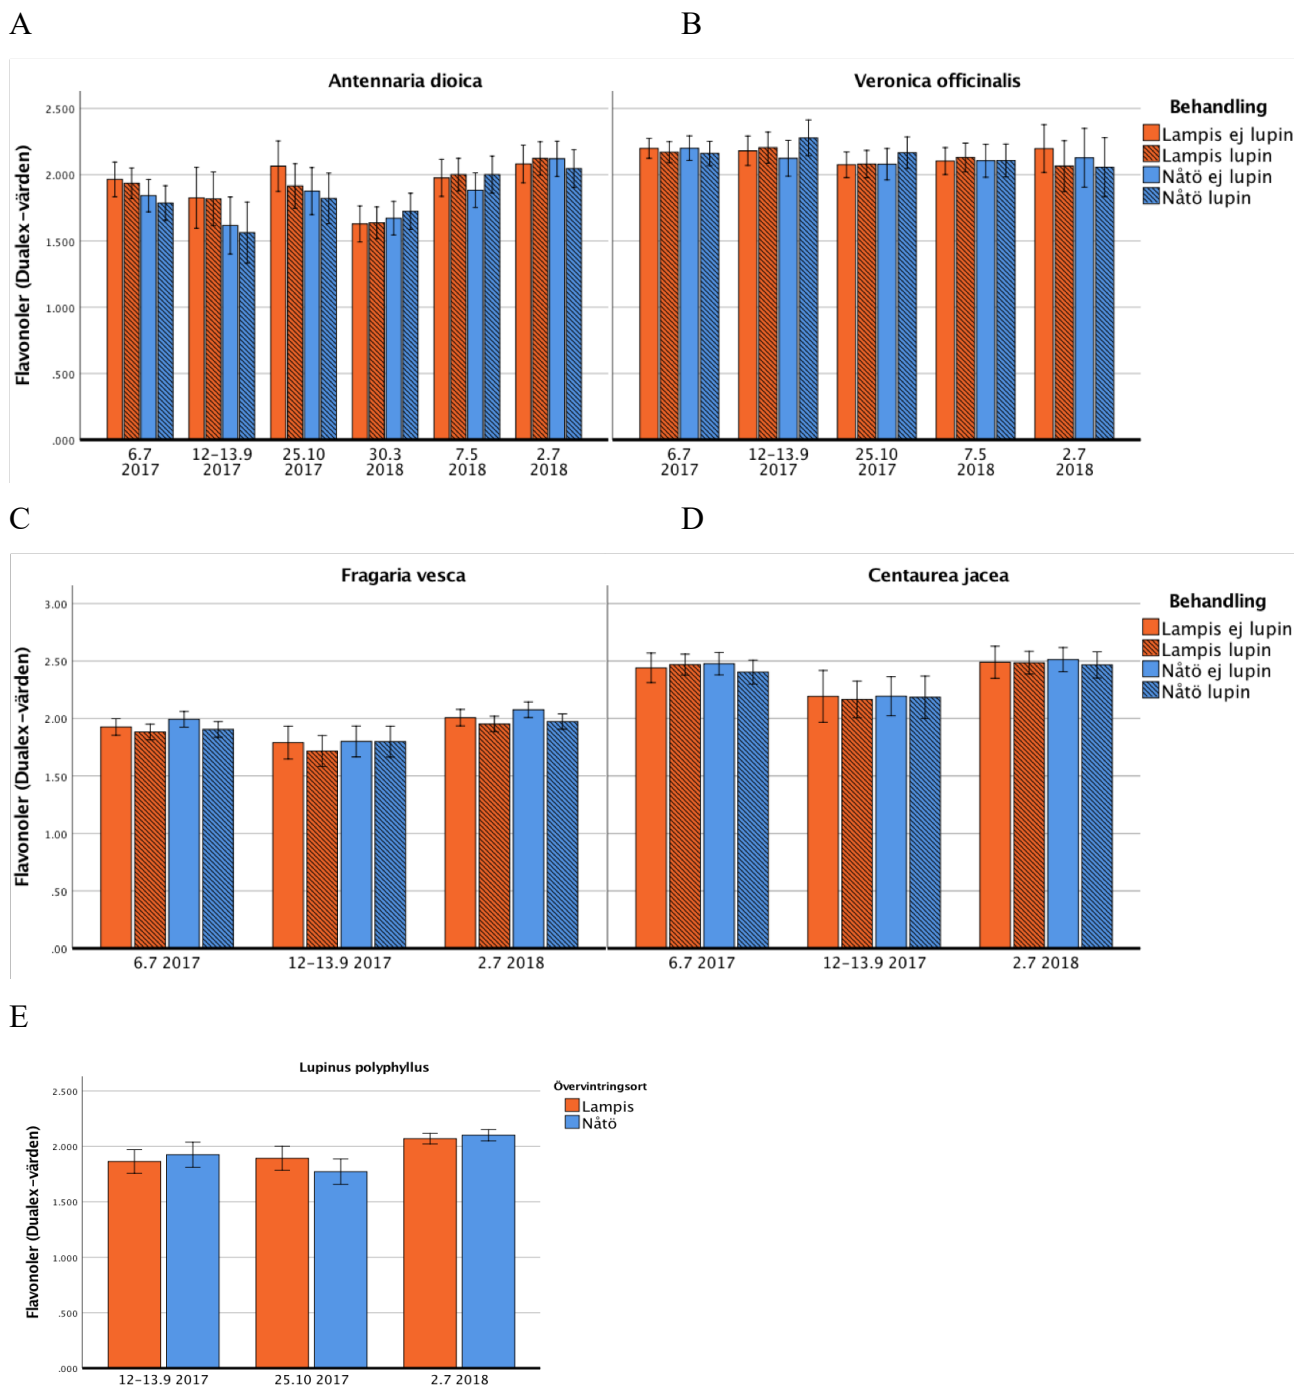 A
B
Antennaria dioica
Veronica officinalis
Behandling
Lampis ej lupin
Lampis lupin
Nåtö ej lupin
Nåtö lupin
Flavonoler (Dualex-värden)
2.500
2.000
1.500
1.000
.500
.000
6.7 2017
12-13.9 2017
25.10 2017
30.3 2018
7.5 2018
2.7 2018
6.7 2017
12-13.9 2017
25.10 2017
7.5 2018
2.7 2018
C
D
Fragaria vesca
Centaurea jacea
Behandling
Lampis ej lupin
Lampis lupin
Nåtö ej lupin
Nåtö lupin
Flavonoler (Dualex-värden)
3.00
2.50
2.00
1.50
1.00
.50
.00
6.7 2017
12-13.9 2017
2.7 2018
6.7 2017
12-13.9 2017
2.7 2018
E
Lupinus polyphyllus
Övervintringsort
Lampis
Nåtö
Flavonoler (Dualex-värden)
2.500
2.000
1.500
1.000
.500
.000
12-13.9 2017
25.10 2017
2.7 2018